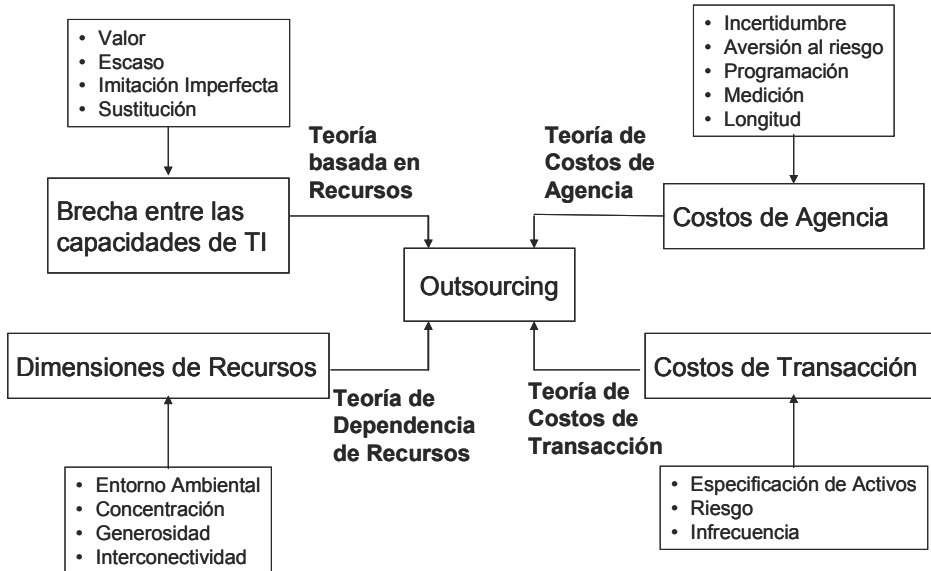 • Valor
• Escaso
• Imitación Imperfecta
• Sustitución
• Incertidumbre
• Aversión al riesgo
• Programación
• Medición
• Longitud
Teoría
basada en
Recursos
Teoría de
Costos de
Agencia
Brecha entre las
capacidades de TI
Costos de Agencia
Outsourcing
Dimensiones de Recursos
Costos de Transacción
Teoría de
Dependencia
de Recursos
Teoría de
Costos de
Transacción
• Entorno Ambiental
• Concentración
• Generosidad
• Interconectividad
• Especificación de Activos
• Riesgo
• Infrecuencia